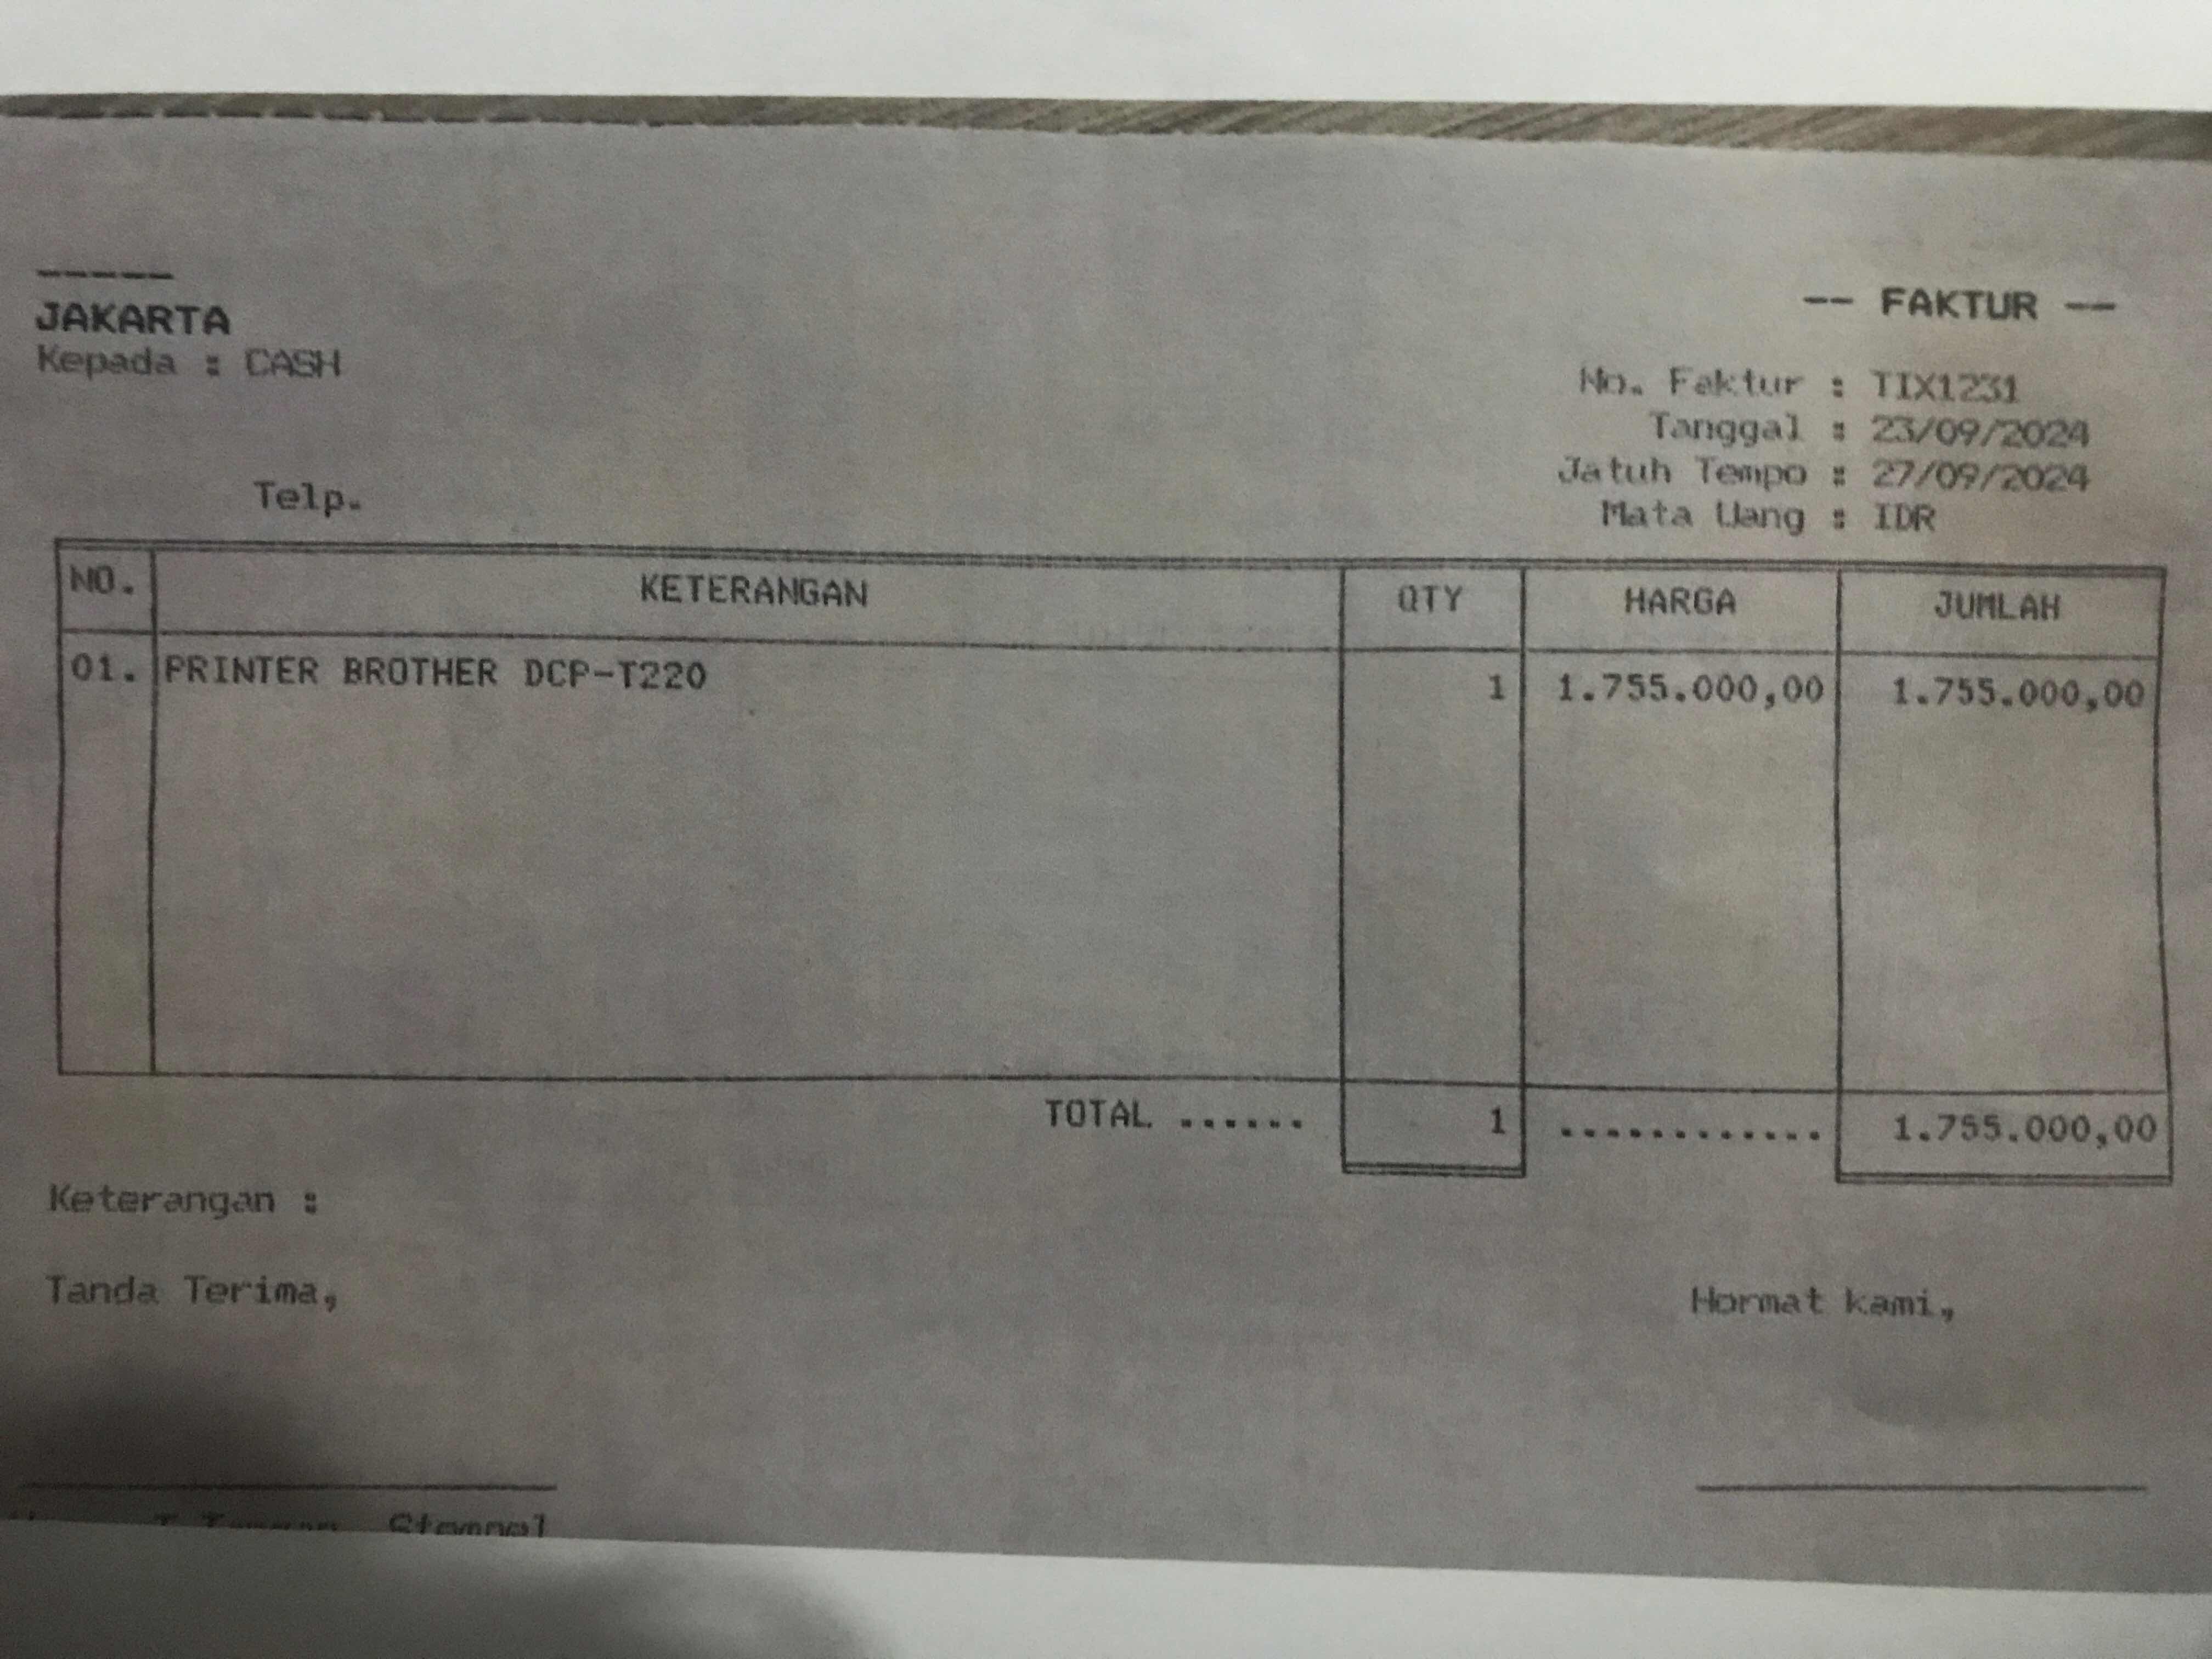 -----
JAKARTA
Kepada : CASH
Telp.
-- FAKTUR --
No. Faktur : TIX1231
Tanggal : 23/09/2024
Jatuh Tempo : 27/09/2024
Mata Uang : IDR
NO. KETERANGAN QTY HARGA JUMLAH
01. PRINTER BROTHER DCP-T220 1 1.755.000,00 1.755.000,00
TOTAL ...... 1 ............ 1.755.000,00
Keterangan :
Tanda Terima, Hormat kami,
Stempel